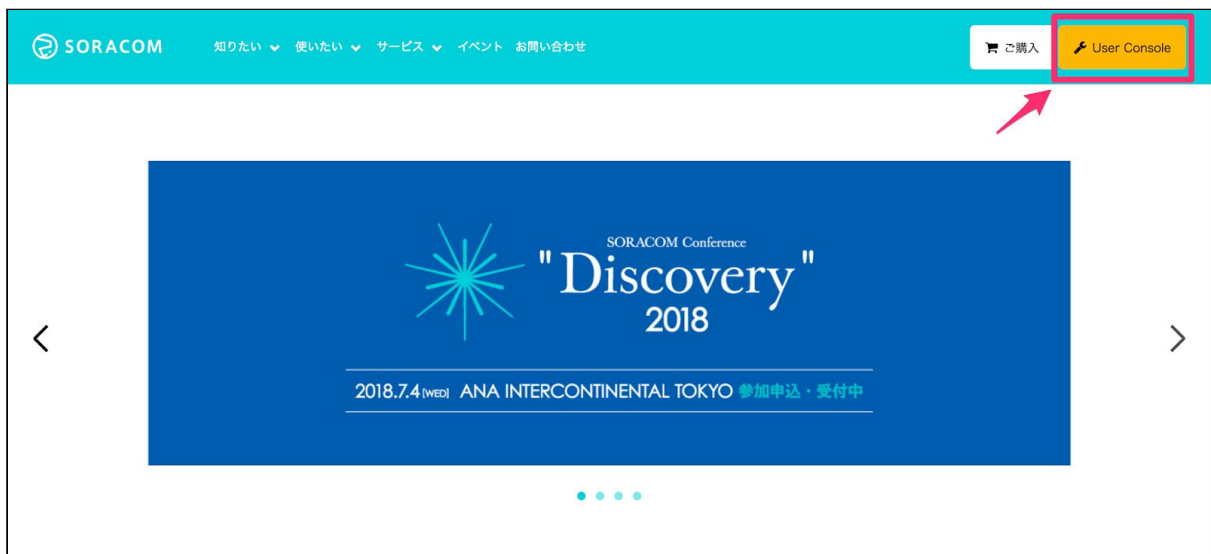 SORACOM 知りたい 使いたい サービス イベント お問い合わせ ご購入 User Console
SORACOM Conference
"Discovery"
2018
2018.7.4 [WED] ANA INTERCONTINENTAL TOKYO 参加申込・受付中